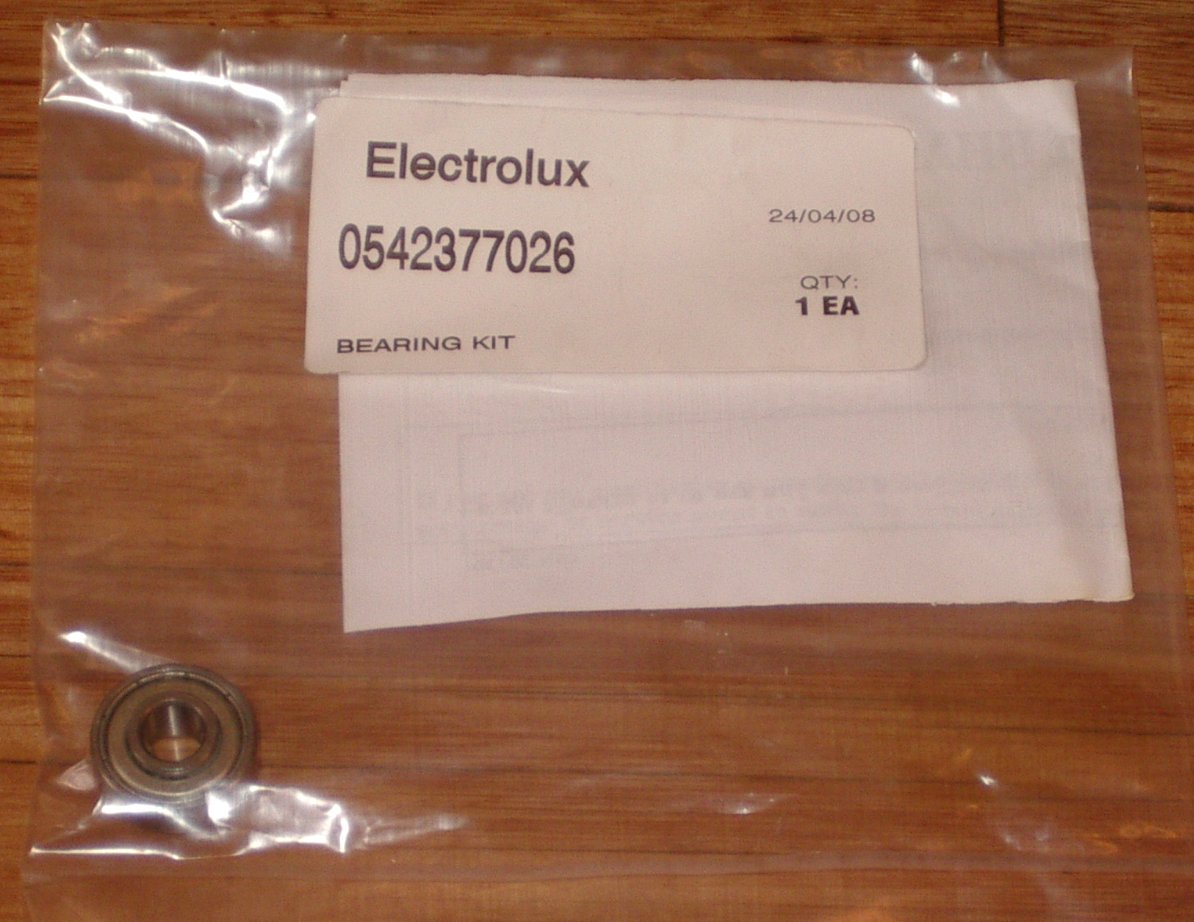 Electrolux
24/04/08
0542377026
QTY:
1 EA
BEARING KIT